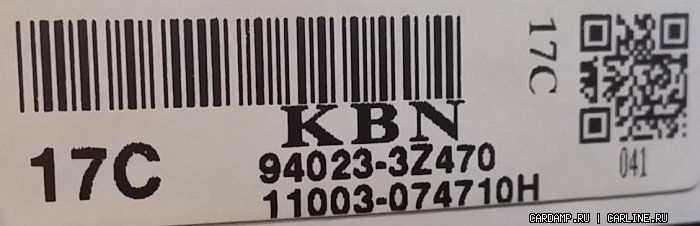 17C
KBN
17C
94023-3Z470
11003-074710H
041
CARDAMP.RU | CARLINE.RU